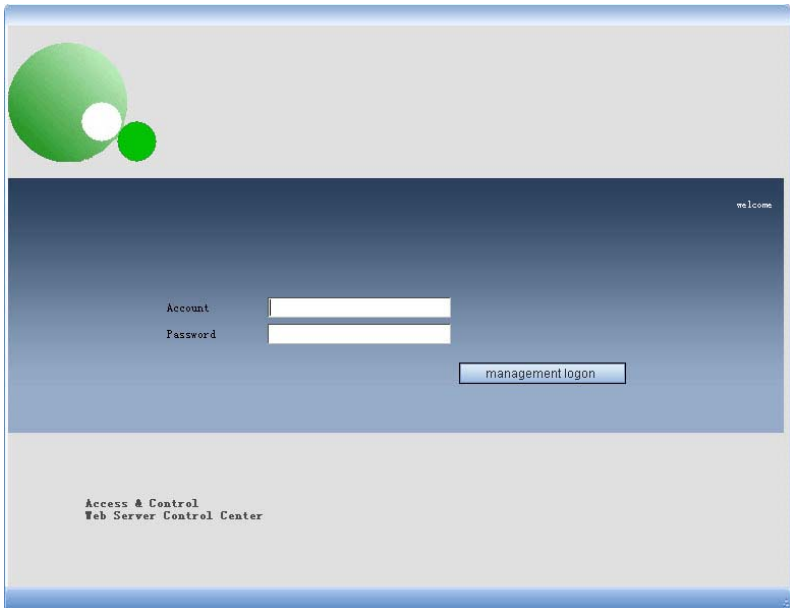 welcome
Account
Password
management logon
Access & Control
Web Server Control Center